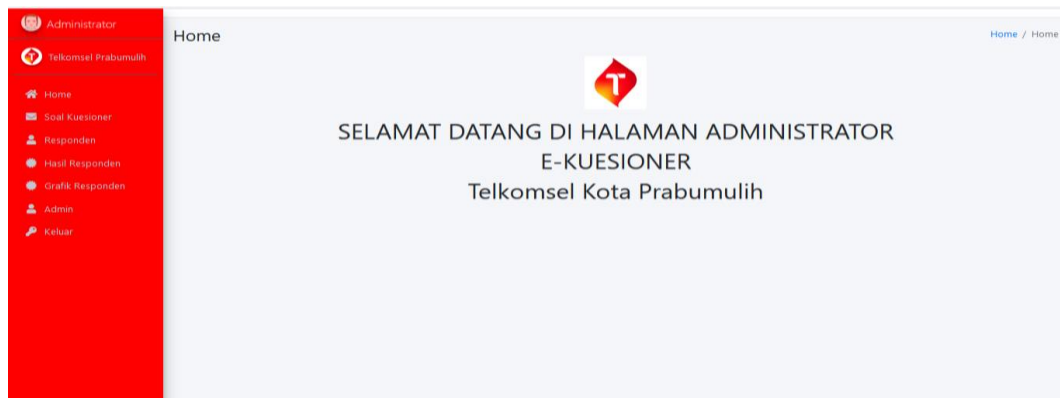 Administrator
Telkomsel Prabumulih
Home
Soal Kuesioner
Responden
Hasil Responden
Grafik Responden
Admin
Keluar
Home
Home / Home
T
SELAMAT DATANG DI HALAMAN ADMINISTRATOR
E-KUESIONER
Telkomsel Kota Prabumulih